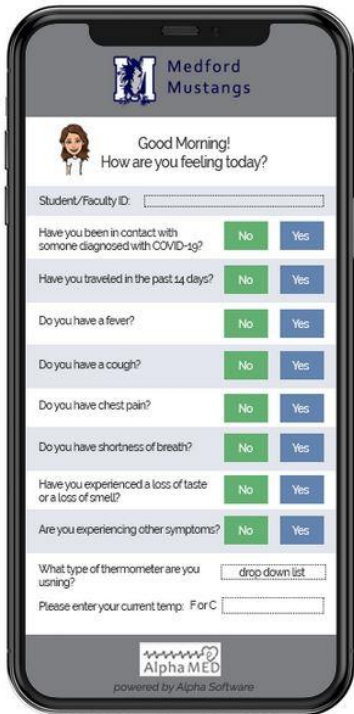 M
Medford
Mustangs
Good Morning!
How are you feeling today?
Student/Faculty ID:
Have you been in contact with
somone diagnosed with COVID-19?
No
Yes
Have you traveled in the past 14 days?
No
Yes
Do you have a fever?
No
Yes
Do you have a cough?
No
Yes
Do you have chest pain?
No
Yes
Do you have shortness of breath?
No
Yes
Have you experienced a loss of taste
or a loss of smell?
No
Yes
Are you experiencing other symptoms?
No
Yes
What type of thermometer are you
usning?
drop down list
Please enter your current temp: F or C
Alpha MED
powered by Alpha Software